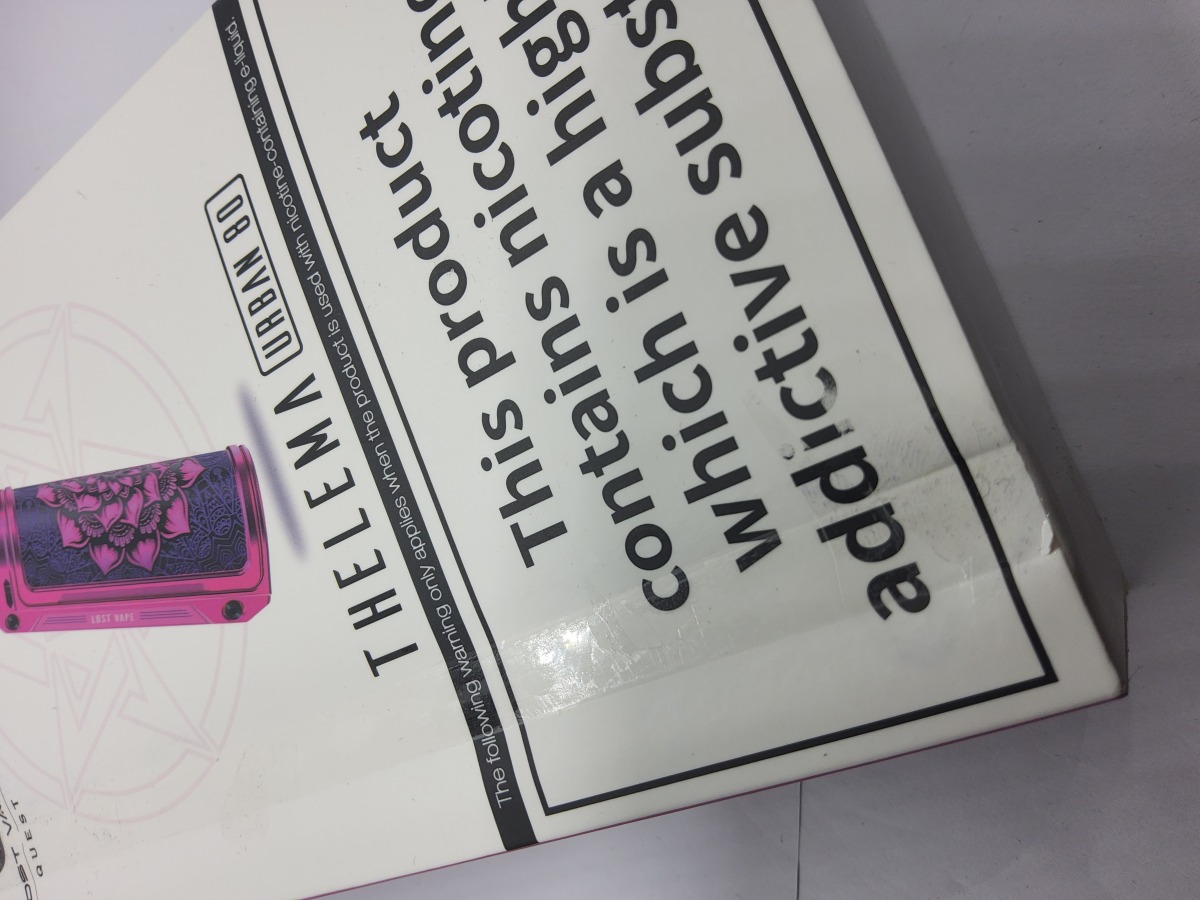 QUEST
LOST VAPE
THELEMA
URBAN 80
The following warning only applies when the product is used with nicotine-containing e-liquid.
This product
contains nicotine
which is a high
addictive subst